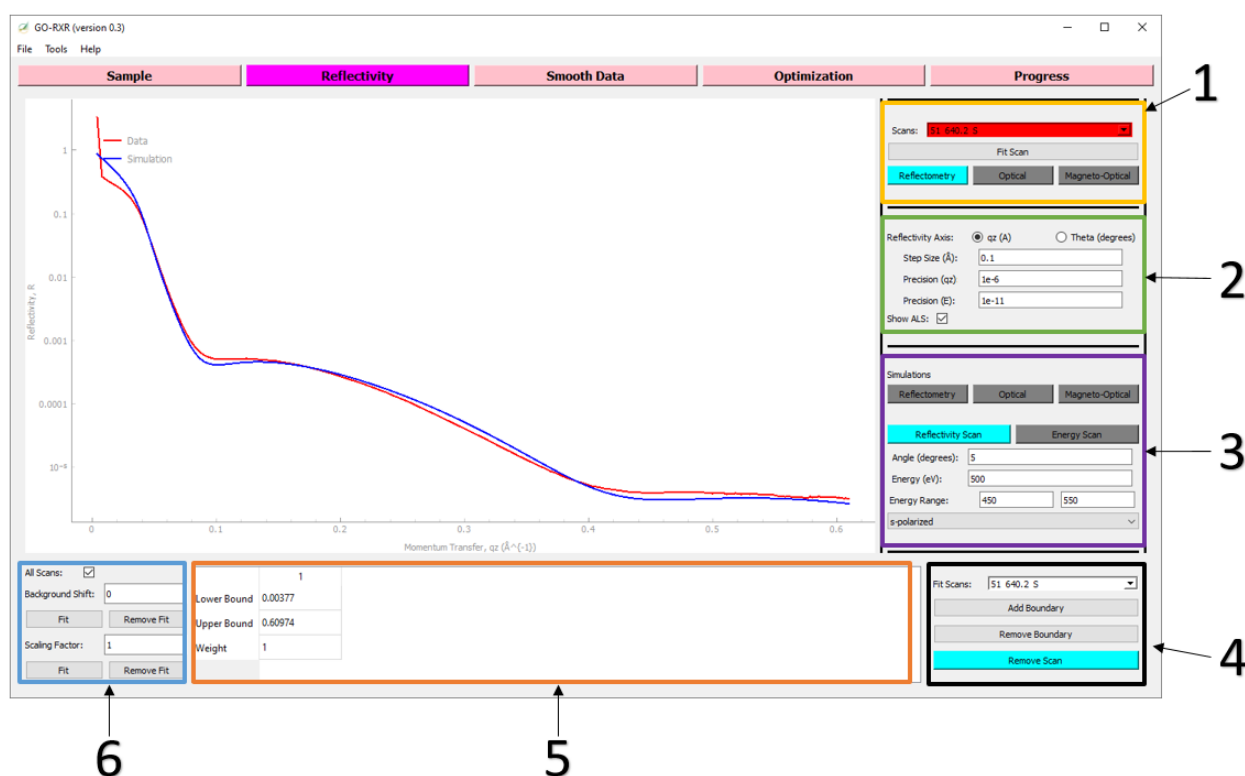 GO-RXR (version 0.3)
File Tools Help
Sample Reflectivity Smooth Data Optimization Progress
1
Data
Simulation
1
0.1
0.01
0.001
0.0001
10⁻⁵
Reflectivity, R
0 0.1 0.2 0.3 0.4 0.5 0.6
Momentum Transfer, qz (Å^{-1})
Scans: 51 640.2 S
Fit Scan
Reflectometry Optical Magneto-Optical
Reflectivity Axis: qz (A) Theta (degrees)
Step Size (Å): 0.1
Precision (qz) 1e-6
Precision (E): 1e-11
Show ALS:
2
Simulations
Reflectometry Optical Magneto-Optical
Reflectivity Scan Energy Scan
Angle (degrees): 5
Energy (eV): 500
Energy Range: 450 550
s-polarized
3
All Scans:
Background Shift: 0
Fit Remove Fit
Scaling Factor: 1
Fit Remove Fit
1
Lower Bound 0.00377
Upper Bound 0.60974
Weight 1
Fit Scans: 51 640.2 S
Add Boundary
Remove Boundary
Remove Scan
4
6 5